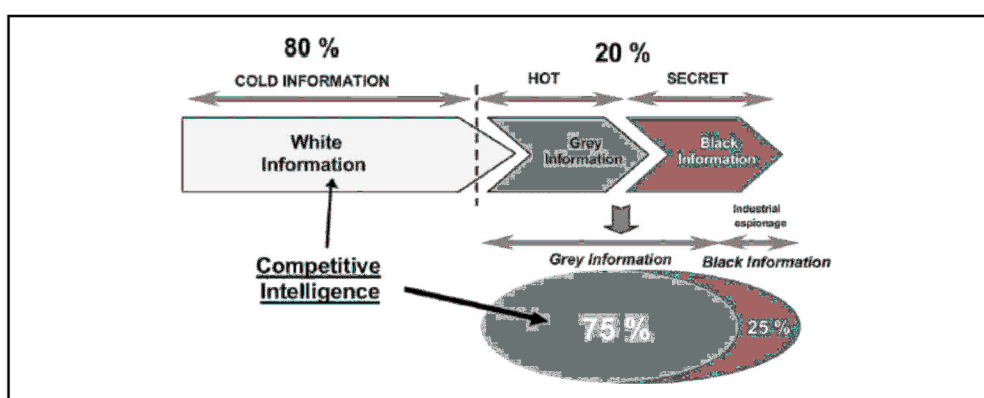 80 %
20 %
COLD INFORMATION
HOT
SECRET
White
Information
Grey
Information
Black
Information
Industrial
espionage
Grey Information
Black Information
Competitive
Intelligence
75 %
25 %